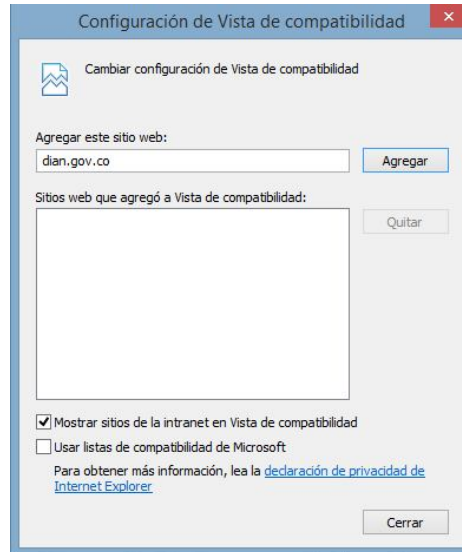 Configuración de Vista de compatibilidad
Cambiar configuración de Vista de compatibilidad
Agregar este sitio web:
dian.gov.co
Agregar
Sitios web que agregó a Vista de compatibilidad:
Quitar
Mostrar sitios de la intranet en Vista de compatibilidad
Usar listas de compatibilidad de Microsoft
Para obtener más información, lea la declaración de privacidad de
Internet Explorer
Cerrar